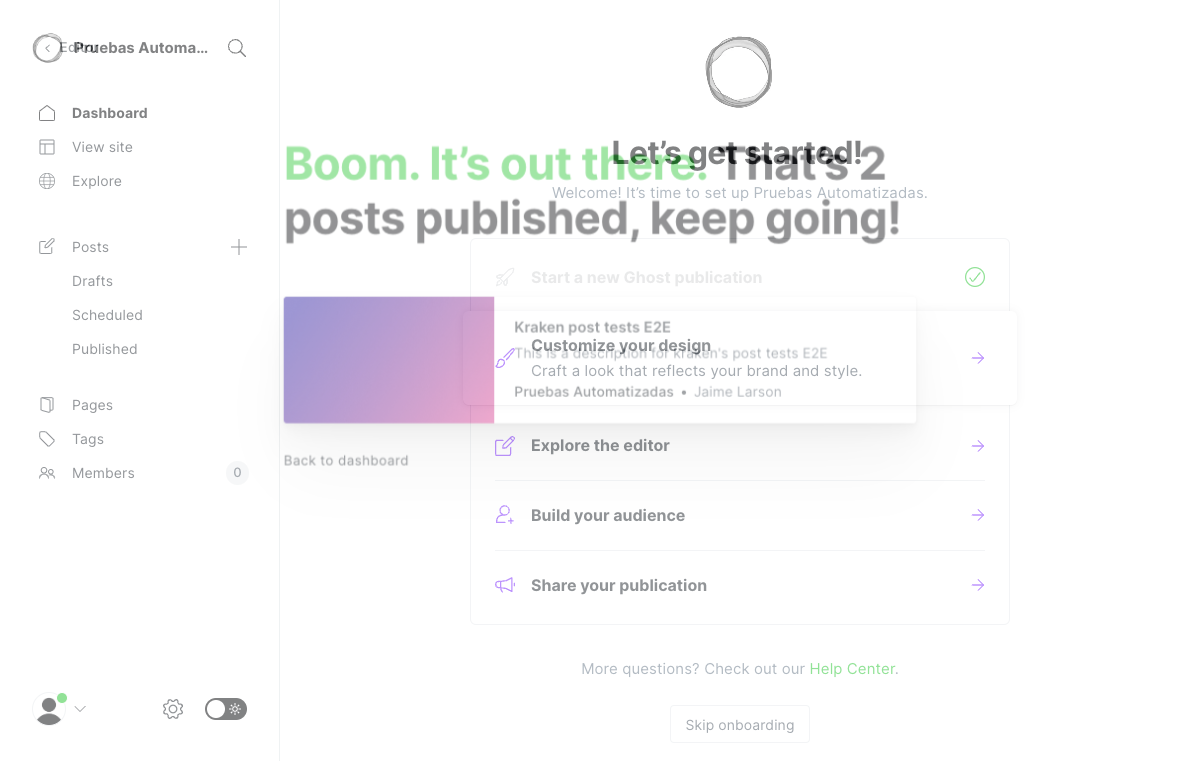 Editor
Pruebas Automa...
Dashboard
View site
Explore
Posts
Drafts
Scheduled
Published
Pages
Tags
Members
0
Let's get started!
Welcome! It's time to set up Pruebas Automatizadas.
Boom. It's out there. That's 2
posts published, keep going!
Start a new Ghost publication
Kraken post tests E2E
Customize your design
This is a description for kraken's post tests E2E
Craft a look that reflects your brand and style.
Pruebas Automatizadas • Jaime Larson
Explore the editor
Back to dashboard
Build your audience
Share your publication
More questions? Check out our Help Center.
Skip onboarding